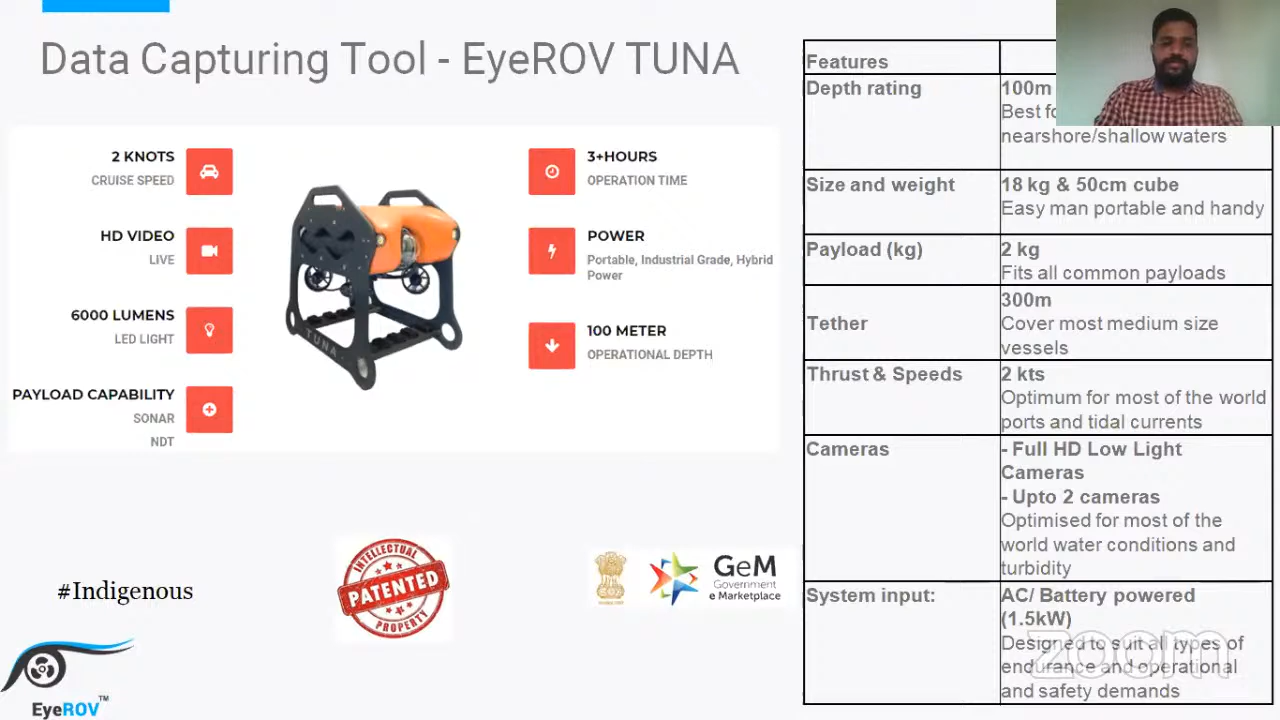 Data Capturing Tool - EyeROV TUNA
2 KNOTS
CRUISE SPEED
HD VIDEO
LIVE
6000 LUMENS
LED LIGHT
PAYLOAD CAPABILITY
SONAR
NDT
TUNA
3+HOURS
OPERATION TIME
POWER
Portable, Industrial Grade, Hybrid
Power
100 METER
OPERATIONAL DEPTH
#Indigenous
INTELLECTUAL
PATENTED
PROPERTY
GeM
Government
e Marketplace
EyeROV™
Features
Depth rating
100m
Best
nearshore/shallow waters
Size and weight
18 kg & 50cm cube
Easy man portable and handy
Payload (kg)
2 kg
Fits all common payloads
Tether
300m
Cover most medium size
vessels
Thrust & Speeds
2 kts
Optimum for most of the world
ports and tidal currents
Cameras
- Full HD Low Light
Cameras
- Upto 2 cameras
Optimised for most of the
world water conditions and
turbidity
System input:
AC/ Battery powered
(1.5kW)
Designed to suit all types of
endurance and operational
and safety demands
zoom